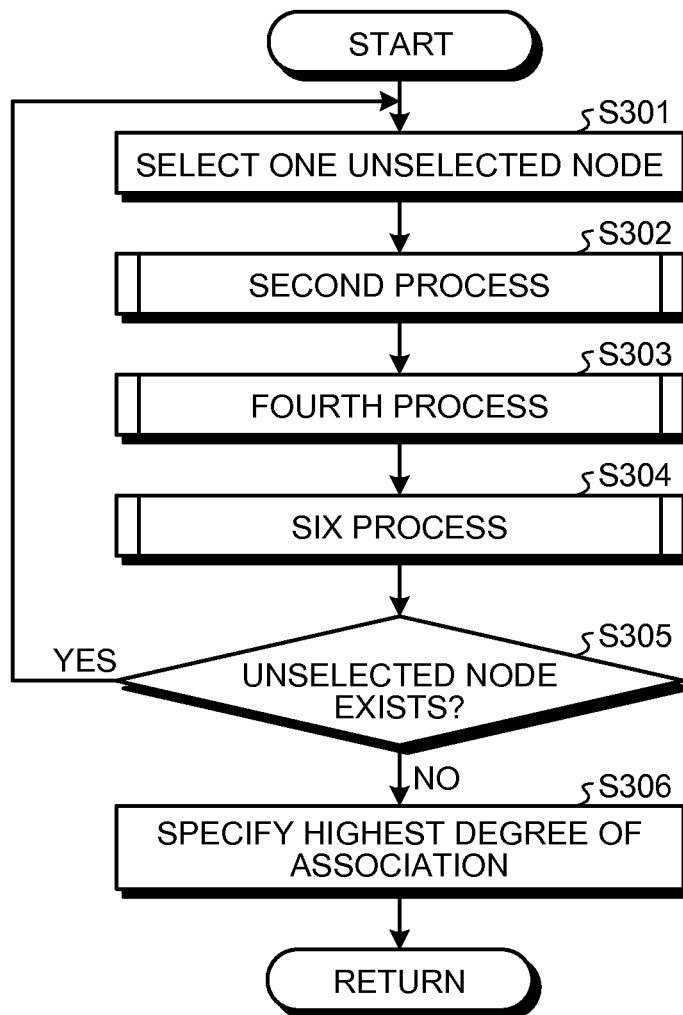 START
S301
SELECT ONE UNSELECTED NODE
S302
SECOND PROCESS
S303
FOURTH PROCESS
S304
SIX PROCESS
S305
YES
UNSELECTED NODE
EXISTS?
NO
S306
SPECIFY HIGHEST DEGREE OF
ASSOCIATION
RETURN